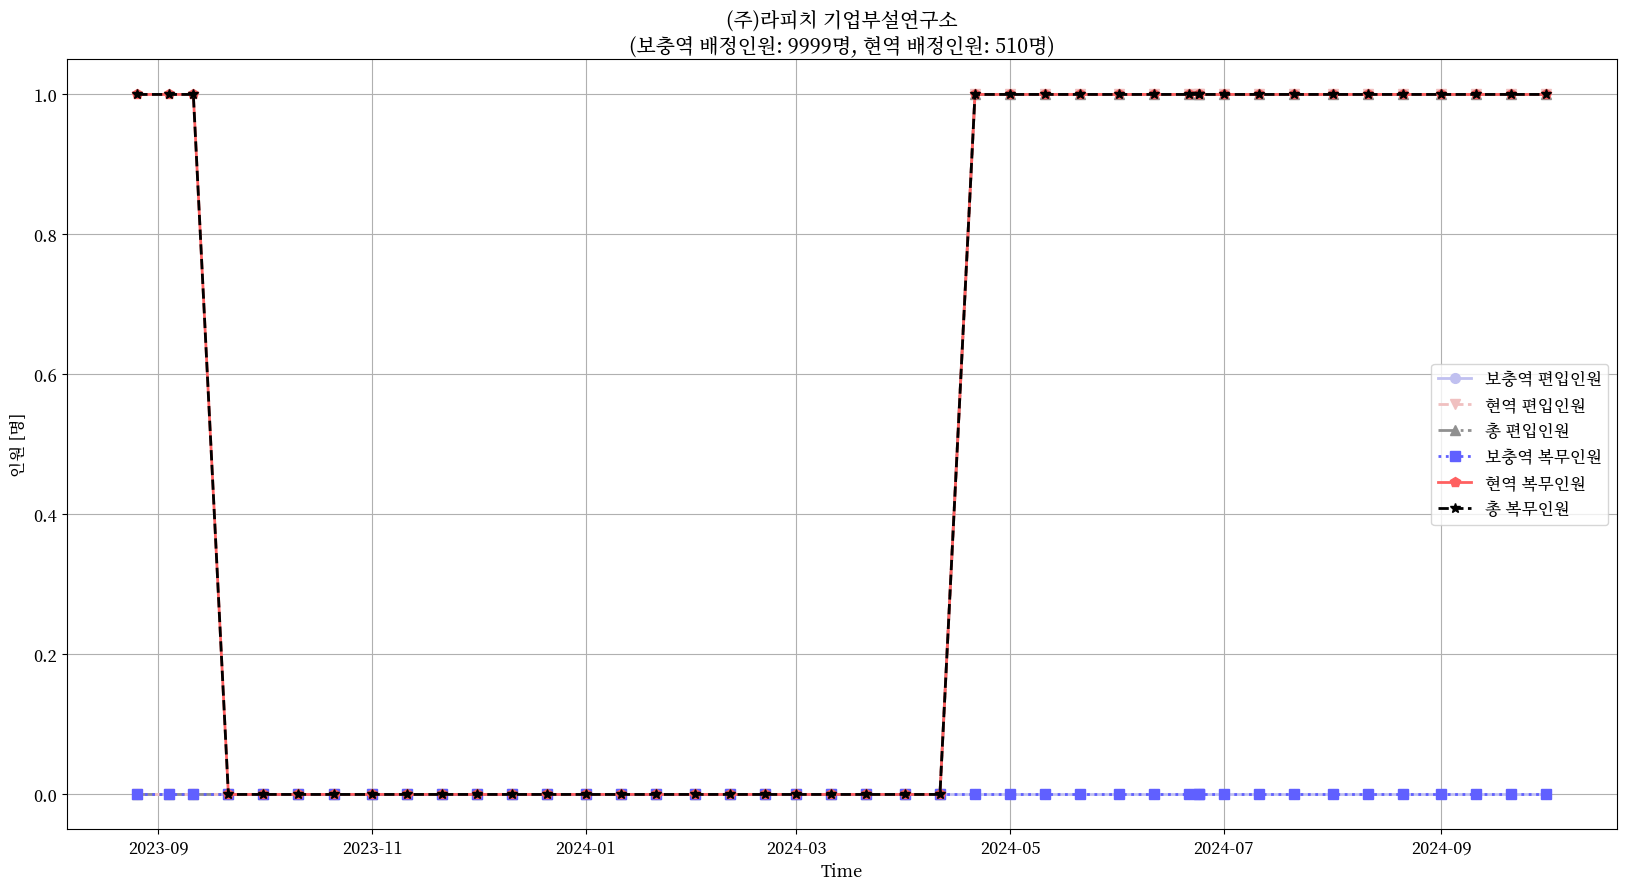 (주)라피치 기업부설연구소
(보충역 배정인원: 9999명, 현역 배정인원: 510명)
1.0
0.8
0.6
0.4
0.2
0.0
인원 [명]
보충역 편입인원
현역 편입인원
총 편입인원
보충역 복무인원
현역 복무인원
총 복무인원
2023-09 2023-11 2024-01 2024-03 2024-05 2024-07 2024-09
Time